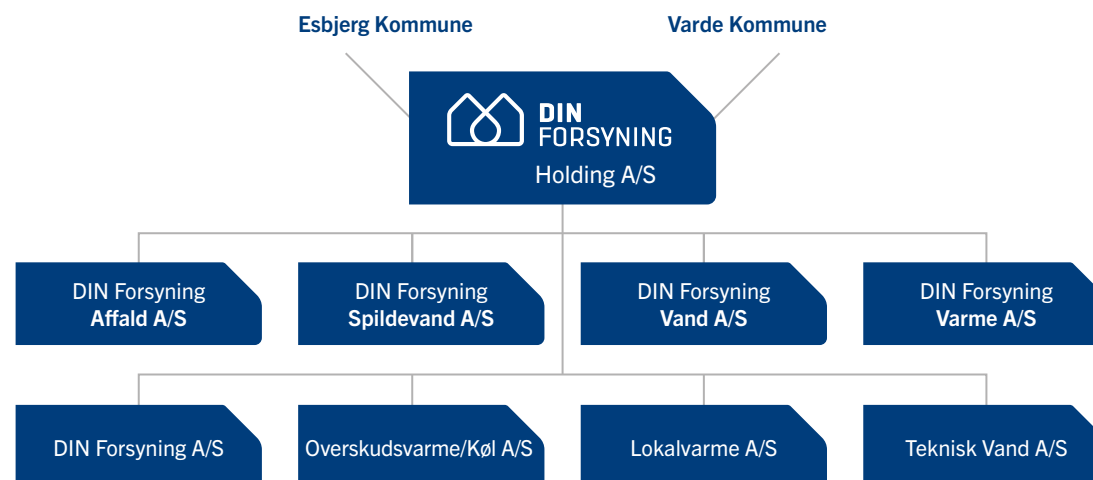 Esbjerg Kommune
Varde Kommune
DIN
FORSYNING
Holding A/S
DIN Forsyning
Affald A/S
DIN Forsyning
Spildevand A/S
DIN Forsyning
Vand A/S
DIN Forsyning
Varme A/S
DIN Forsyning A/S
Overskudsvarme/Køl A/S
Lokalvarme A/S
Teknisk Vand A/S